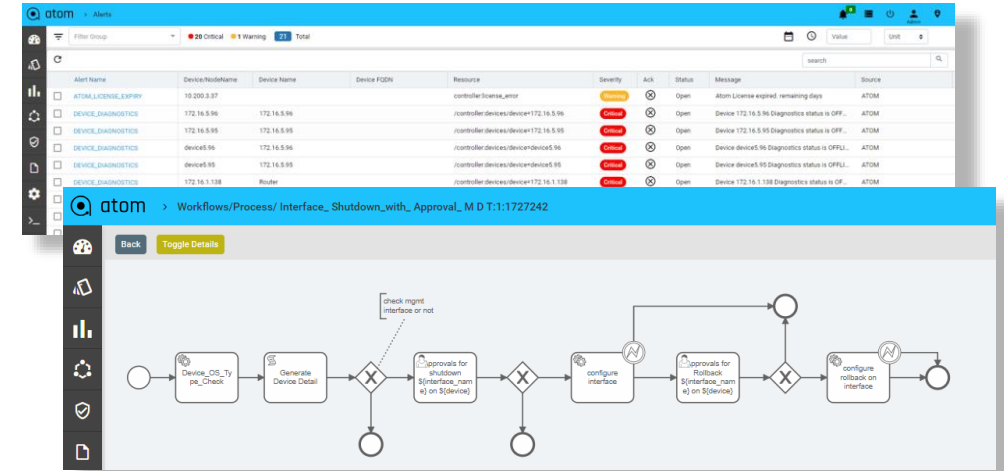 atom > Alerts
Admin
Filter Group
20 Critical 1 Warning 21 Total
Value
Unit
search
Alert Name Device/NodeName Device Name Device FQDN Resource Severity Ack Status Message Source
ATOM_LICENSE_EXPIRY 10.200.3.37 controller:license_error Warning Open Atom License expired. remaining days ATOM
DEVICE_DIAGNOSTICS 172.16.5.96 172.16.5.96 /controller:devices/device=172.16.5.96 Critical Open Device 172.16.5.96 Diagnostics status is OFF... ATOM
DEVICE_DIAGNOSTICS 172.16.5.95 172.16.5.95 /controller:devices/device=172.16.5.95 Critical Open Device 172.16.5.95 Diagnostics status is OFF... ATOM
DEVICE_DIAGNOSTICS device5.96 172.16.5.96 /controller:devices/device=device5.96 Critical Open Device device5.96 Diagnostics status is OFFLI... ATOM
DEVICE_DIAGNOSTICS device5.95 172.16.5.95 /controller:devices/device=device5.95 Critical Open Device device5.95 Diagnostics status is OFFLI... ATOM
DEVICE_DIAGNOSTICS 172.16.1.138 Router /controller:devices/device=172.16.1.138 Critical Open Device 172.16.1.138 Diagnostics status is OF... ATOM
atom > Workflows/Process/ Interface_ Shutdown_with_ Approval_ M D T:1:1727242
Back
Toggle Details
check mgmt
interface or not
Device_OS_Ty
pe_Check
Generate
Device Detail
X
Approvals for
shutdown
${interface_nam
e} on ${device}
X
configure
interface
Approvals for
Rollback
${interface_nam
e} on ${device}
X
configure
rollback on
interface